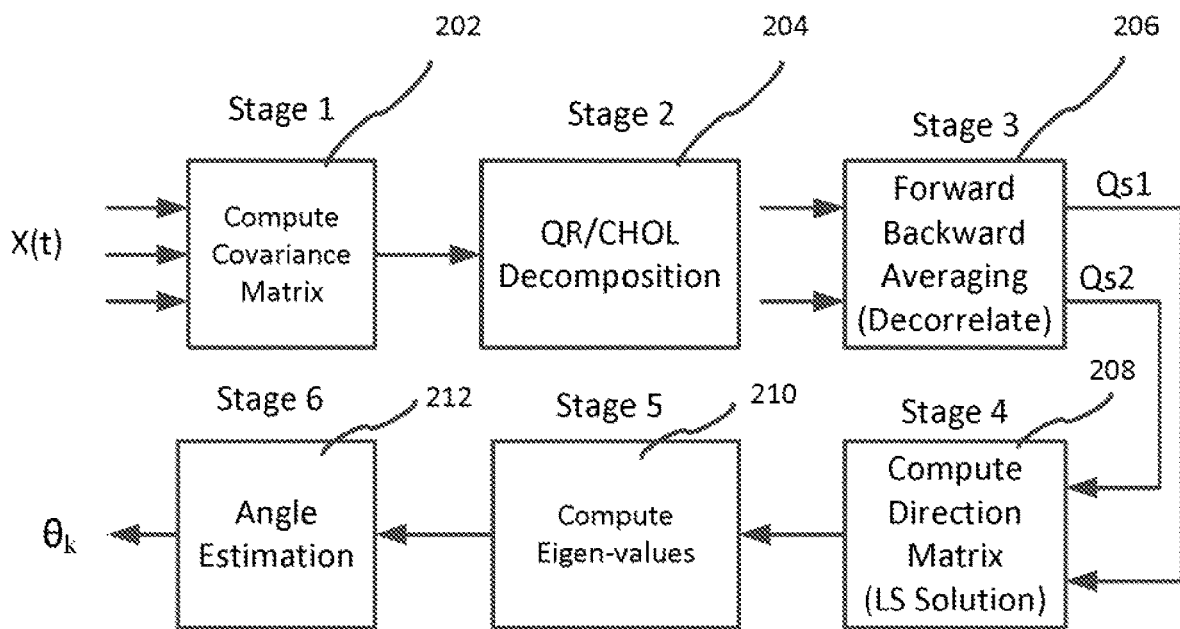 202
204
206
Stage 1
Stage 2
Stage 3
X(t)
Compute
Covariance
Matrix
QR/CHOL
Decomposition
Forward
Backward
Averaging
(Decorrelate)
Qs1
Qs2
Stage 6
212
Stage 5
210
Stage 4
208
θk
Angle
Estimation
Compute
Eigen-values
Compute
Direction
Matrix
(LS Solution)